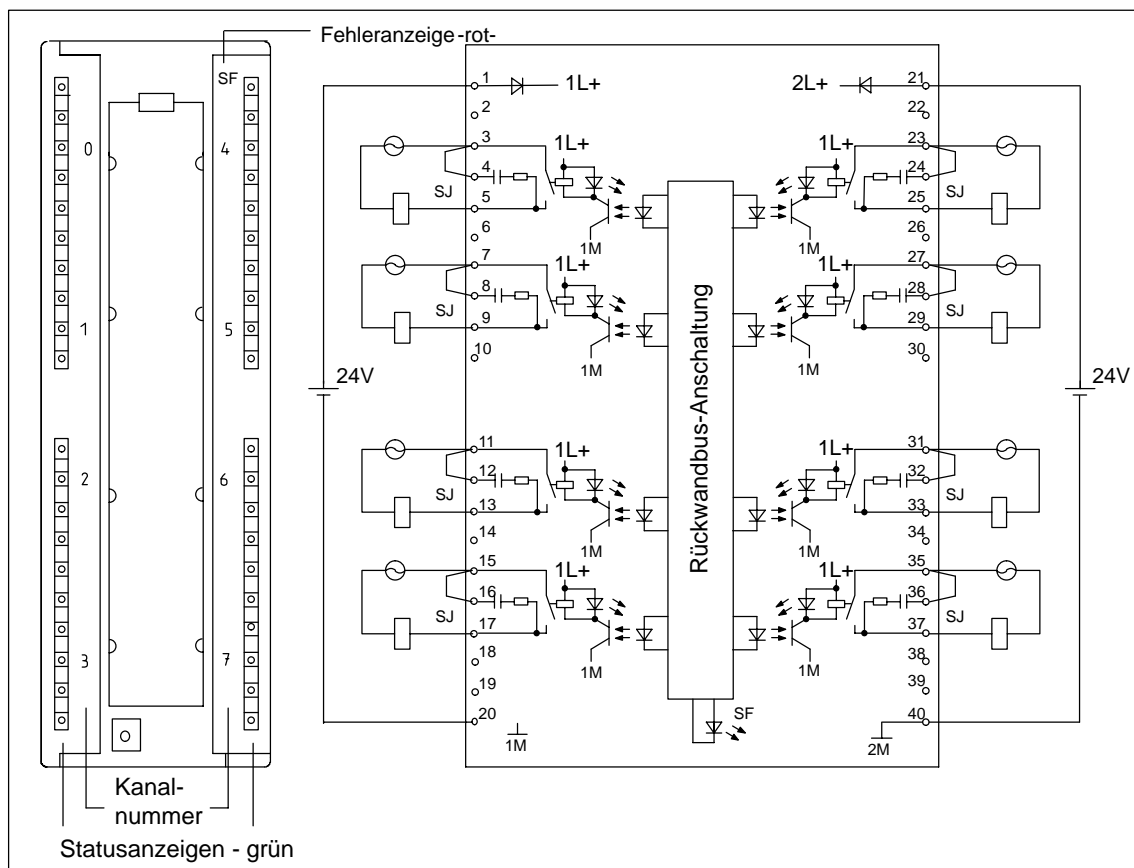 Fehleranzeige-rot-
SF
0
4
1
5
2
6
3
7
Kanal-
nummer
Statusanzeigen - grün
24V
1
1L+
2
3
1L+
4
SJ
5
1M
6
7
1L+
8
SJ
9
1M
10
11
1L+
12
SJ
13
1M
14
15
1L+
16
SJ
17
1M
18
19
20
1M
Rückwandbus-Anschaltung
SF
2L+
21
22
1L+
23
24
SJ
25
1M
26
1L+
27
28
SJ
29
1M
30
1L+
31
32
SJ
33
1M
34
1L+
35
36
SJ
37
1M
38
39
40
2M
24V